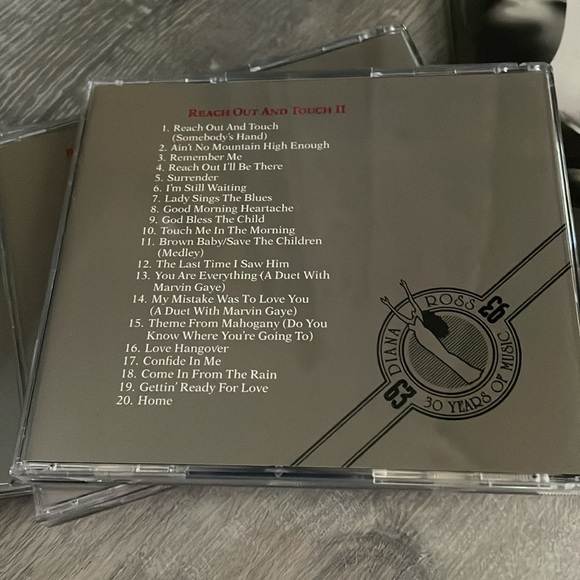 REACH OUT AND TOUCH II
1. Reach Out And Touch
(Somebody's Hand)
2. Ain't No Mountain High Enough
3. Remember Me
4. Reach Out I'll Be There
5. Surrender
6. I'm Still Waiting
7. Lady Sings The Blues
8. Good Morning Heartache
9. God Bless The Child
10. Touch Me In The Morning
11. Brown Baby/Save The Children
(Medley)
12. The Last Time I Saw Him
13. You Are Everything (A Duet With
Marvin Gaye)
14. My Mistake Was To Love You
(A Duet With Marvin Gaye)
15. Theme From Mahogany (Do You
Know Where You're Going To)
16. Love Hangover
17. Confide In Me
18. Come In From The Rain
19. Gettin' Ready For Love
20. Home
DIANA ROSS
63 93
30 YEARS OF MUSIC